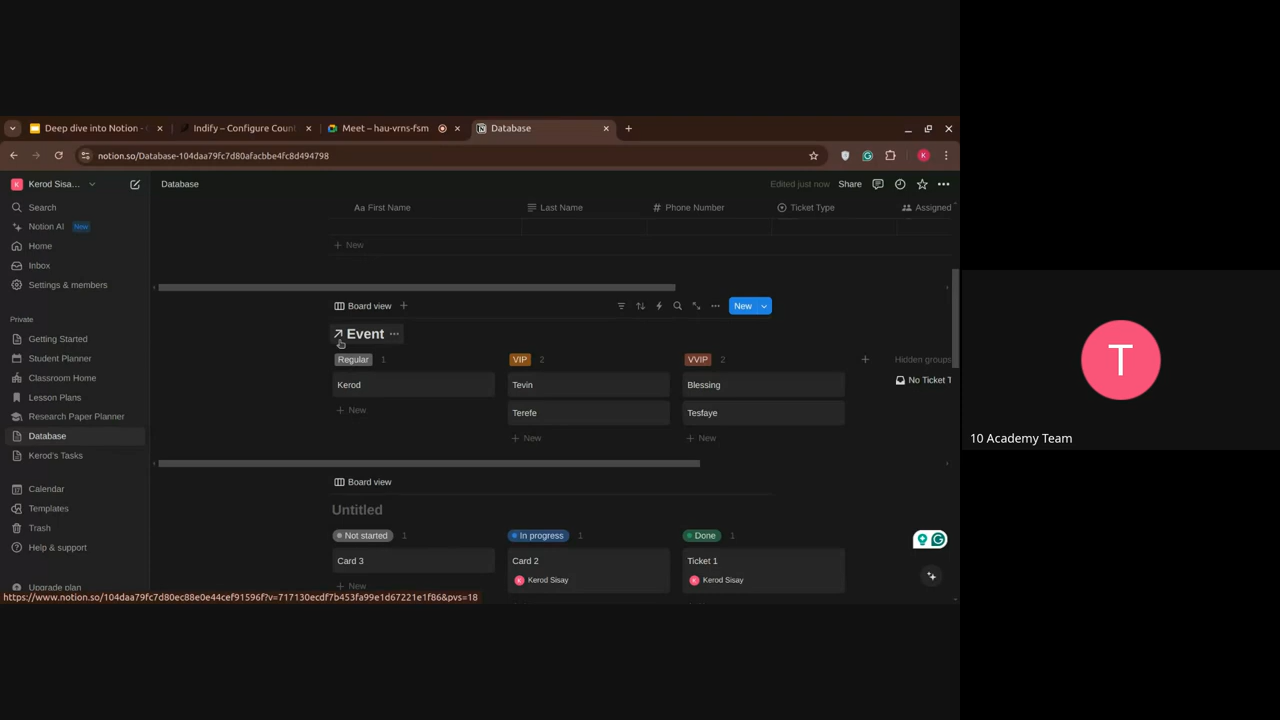 Deep dive into Notion -
Indify – Configure Coun
Meet – hau-vrns-fsm
Database
notion.so/Database-104daa79fc7d80afacbbe4fc8d494798
K
K
Kerod Sisa...
Database
Edited just now
Share
Search
Notion AI
New
Home
Inbox
Settings & members
Private
Getting Started
Student Planner
Classroom Home
Lesson Plans
Research Paper Planner
Database
Kerod's Tasks
Calendar
Templates
Trash
Help & support
Upgrade plan
Aa First Name
Last Name
# Phone Number
Ticket Type
Assigned
+ New
Board view +
New
Event
Regular 1
VIP 2
VVIP 2
+
Hidden groups
Kerod
Tevin
Blessing
No Ticket T
+ New
Terefe
Tesfaye
+ New
+ New
Board view
Untitled
Not started 1
In progress 1
Done 1
Card 3
Card 2
Ticket 1
K Kerod Sisay
K Kerod Sisay
+ New
https://www.notion.so/104daa79fc7d80ec88e0e44cef91596f?v=717130ecdf7b453fa99e1d67221e1f86&pvs=18
T
10 Academy Team